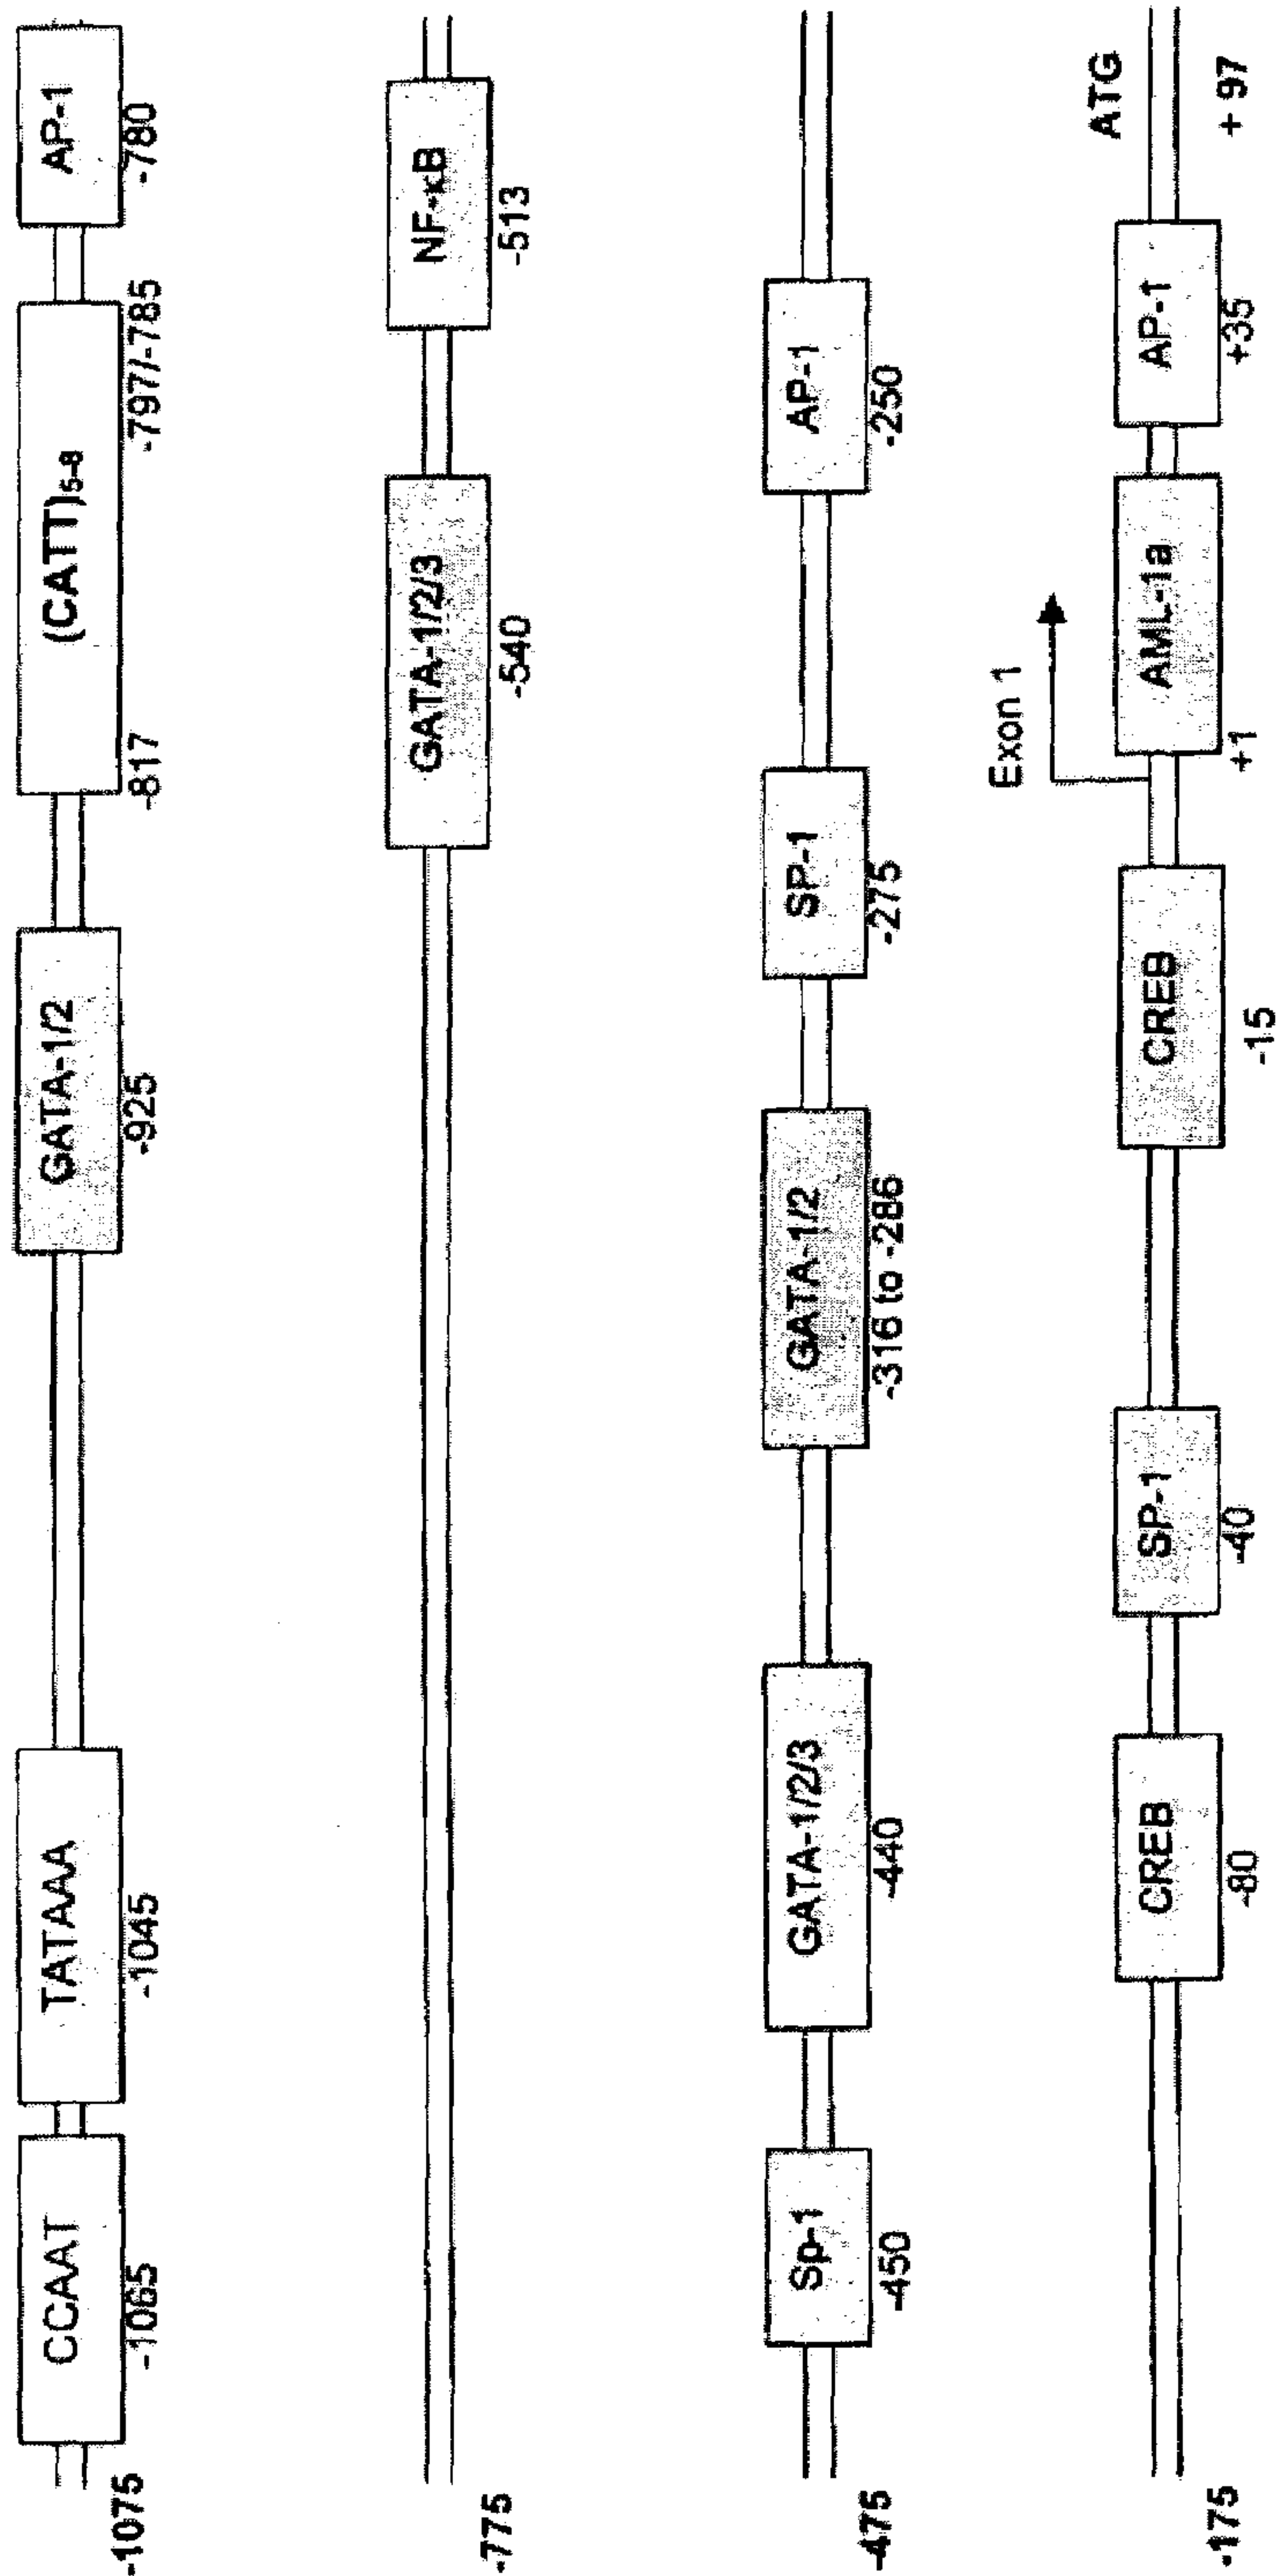 CCAAT TATAAA GATA-1/2 (CATT)5-8 AP-1
-1075 -1065 -1045 -925 -817 -797/-785 -780
GATA-1/2/3 NF-κB
-775 -540 -513
Sp-1 GATA-1/2/3 GATA-1/2 SP-1 AP-1
-475 -450 -440 -316 to -286 -275 -250
Exon 1
ATG
CREB SP-1 CREB AML-1a AP-1
-175 -80 -40 -15 +1 +35 + 97